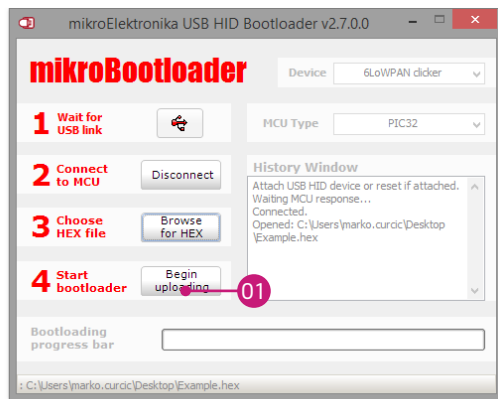 mikroElektronika USB HID Bootloader v2.7.0.0
mikroBootloader
Device
6LoWPAN clicker
1 Wait for
USB link
MCU Type
PIC32
2 Connect
to MCU
Disconnect
3 Choose
HEX file
Browse
for HEX
4 Start
bootloader
Begin
uploading
01
History Window
Attach USB HID device or reset if attached.
Waiting MCU response...
Connected.
Opened: C:\Users\marko.curcic\Desktop
\Example.hex
Bootloading
progress bar
: C:\Users\marko.curcic\Desktop\Example.hex